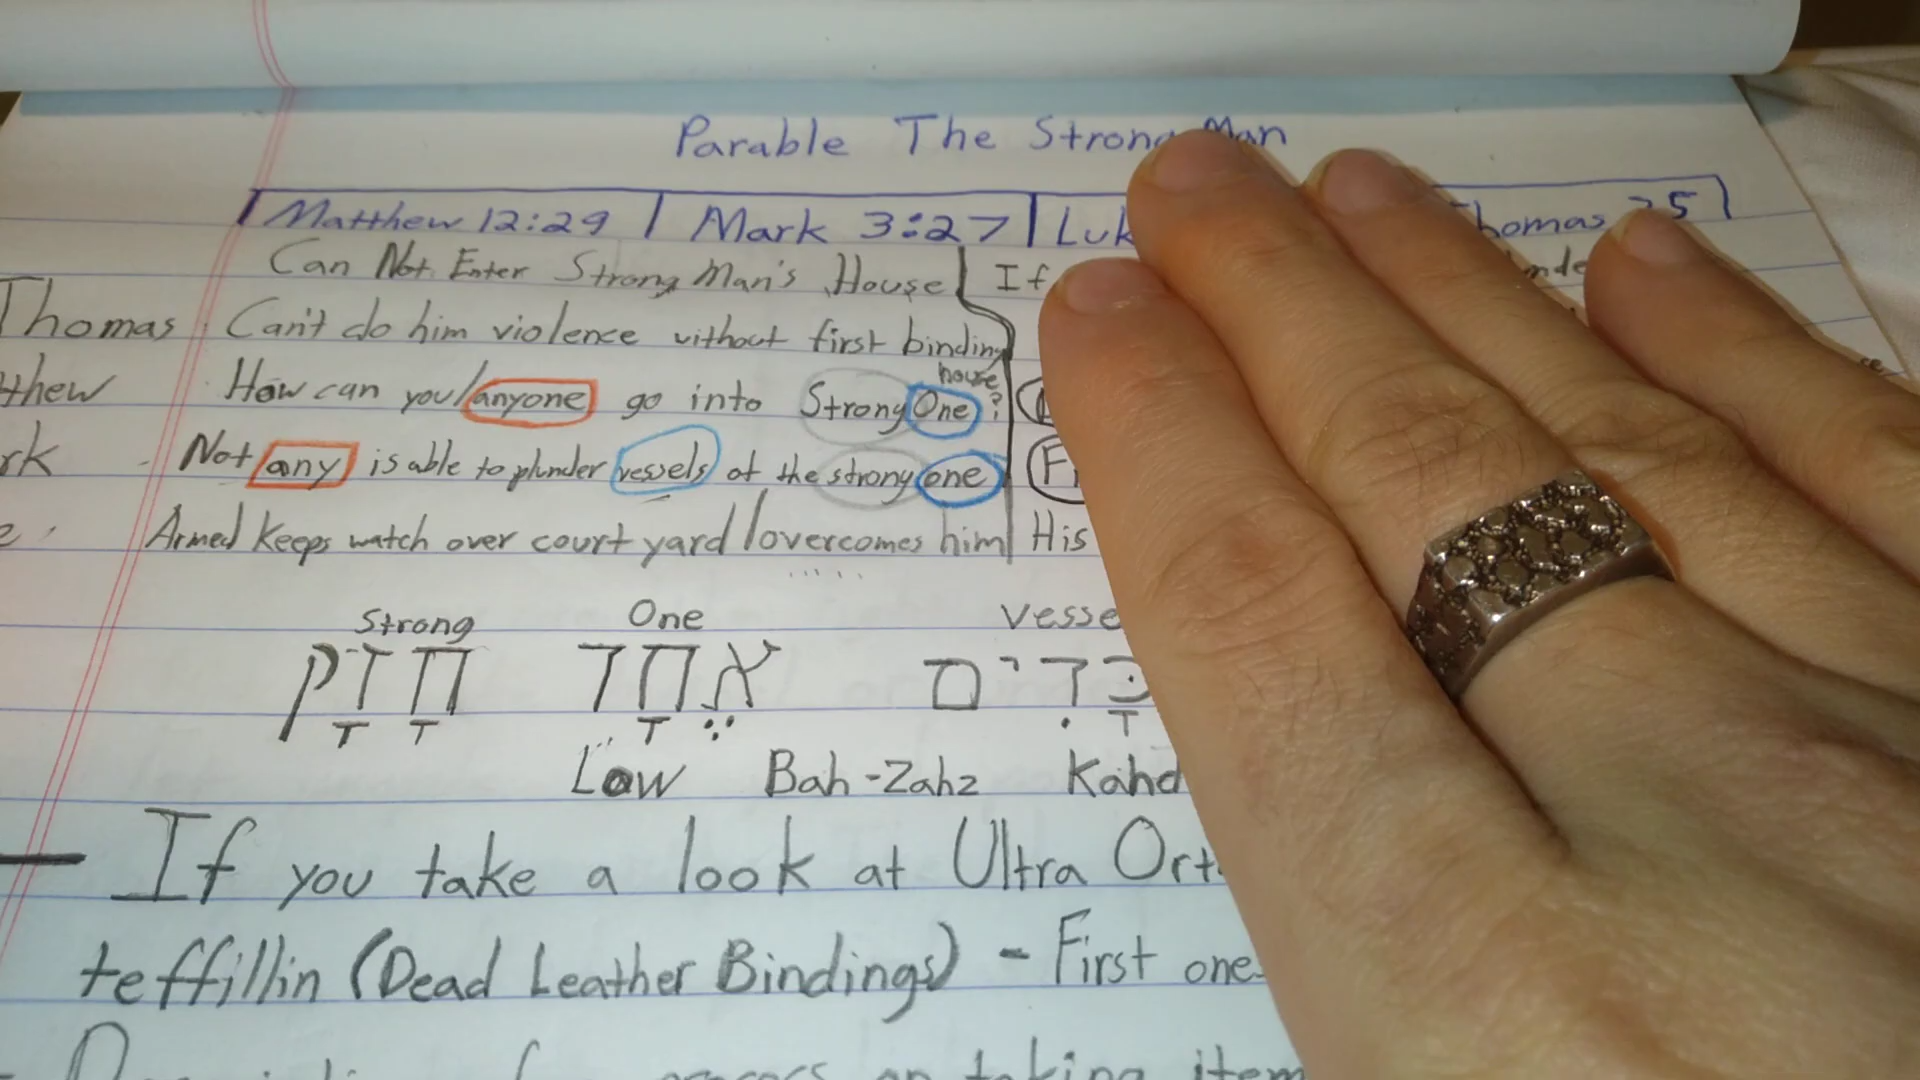 Parable The Strong Man
Matthew 12:29 Mark 3:27 Luk homas 35
Can Not Enter Strong Man's House If
Thomas Can't do him violence without first binding
thew How can you/anyone go into Strong One house?
rk - Not any is able to plunder vessels of the strong one
Armed keeps watch over court yard/overcomes him His
Strong One Vesse
חָזָק אֶחָד כָּדִים
Low Bah-Zahz Kahd
— If you take a look at Ultra Ort
teffillin (Dead Leather Bindings) - First one